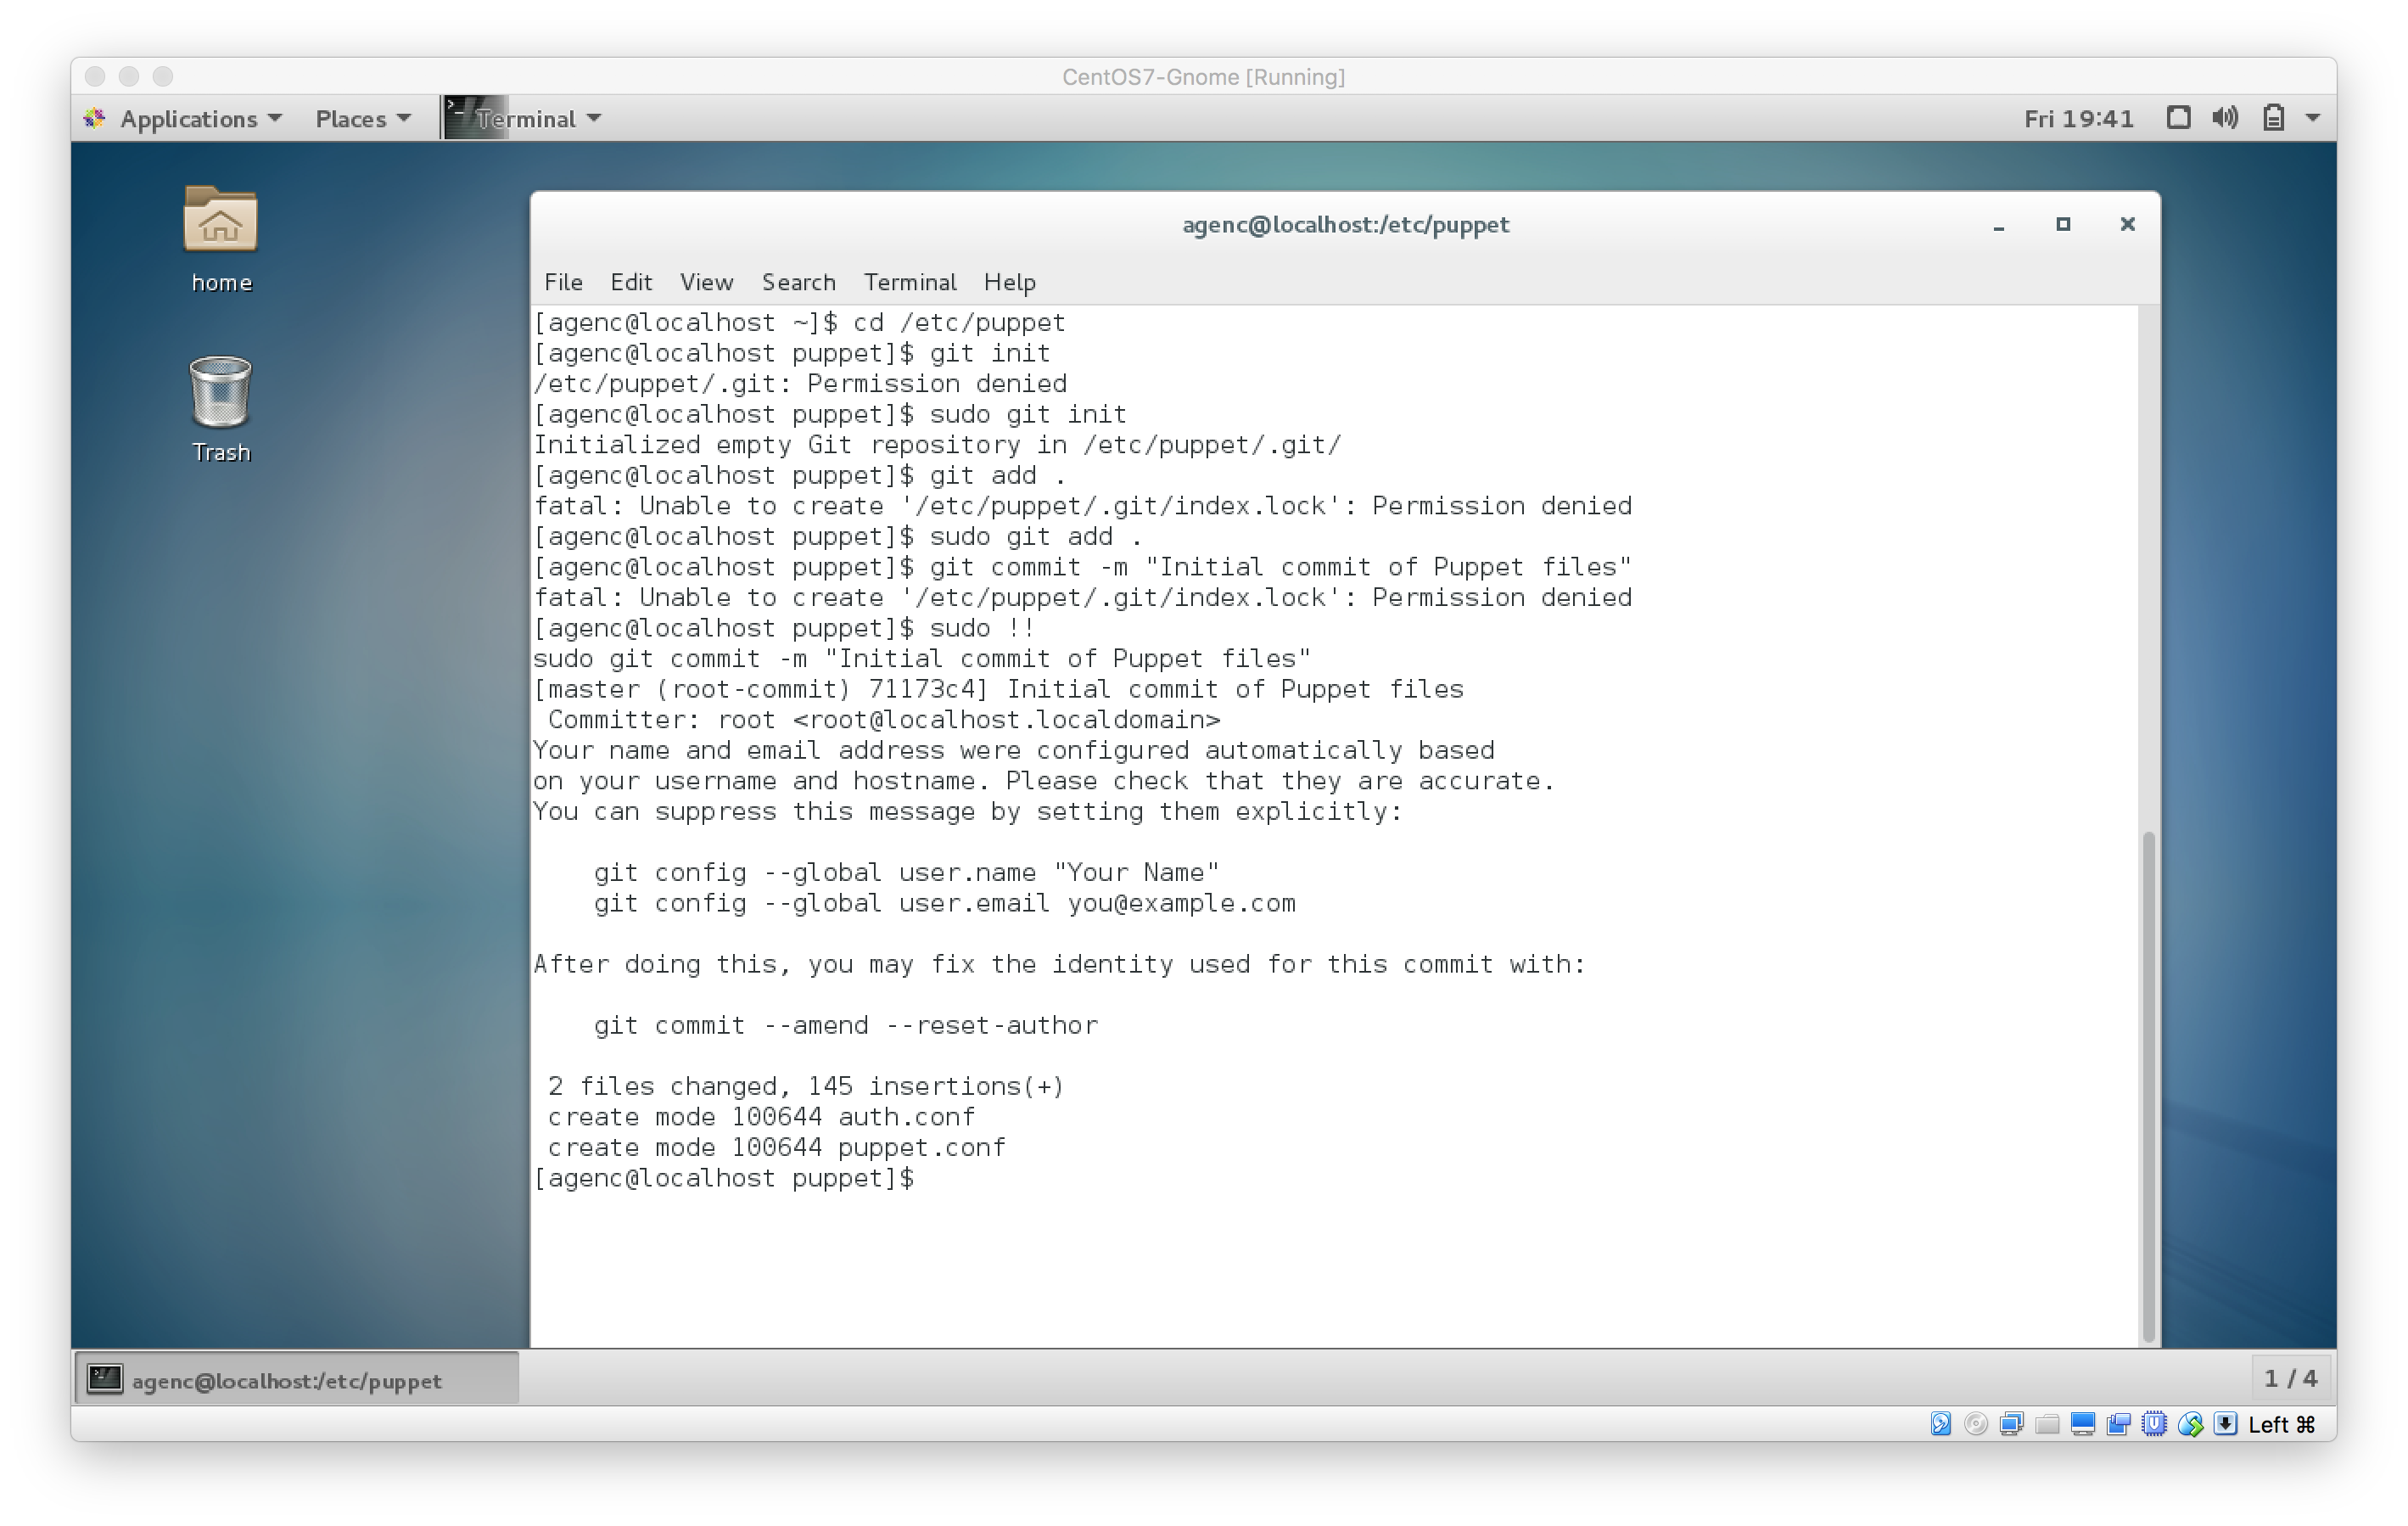 CentOS7-Gnome [Running]
Applications Places Terminal Fri 19:41
home
Trash
agenc@localhost:/etc/puppet
File Edit View Search Terminal Help
[agenc@localhost ~]$ cd /etc/puppet
[agenc@localhost puppet]$ git init
/etc/puppet/.git: Permission denied
[agenc@localhost puppet]$ sudo git init
Initialized empty Git repository in /etc/puppet/.git/
[agenc@localhost puppet]$ git add .
fatal: Unable to create '/etc/puppet/.git/index.lock': Permission denied
[agenc@localhost puppet]$ sudo git add .
[agenc@localhost puppet]$ git commit -m "Initial commit of Puppet files"
fatal: Unable to create '/etc/puppet/.git/index.lock': Permission denied
[agenc@localhost puppet]$ sudo !!
sudo git commit -m "Initial commit of Puppet files"
[master (root-commit) 71173c4] Initial commit of Puppet files
 Committer: root <root@localhost.localdomain>
Your name and email address were configured automatically based
on your username and hostname. Please check that they are accurate.
You can suppress this message by setting them explicitly:
    git config --global user.name "Your Name"
    git config --global user.email you@example.com
After doing this, you may fix the identity used for this commit with:
    git commit --amend --reset-author
 2 files changed, 145 insertions(+)
 create mode 100644 auth.conf
 create mode 100644 puppet.conf
[agenc@localhost puppet]$
agenc@localhost:/etc/puppet 1 / 4
Left ⌘